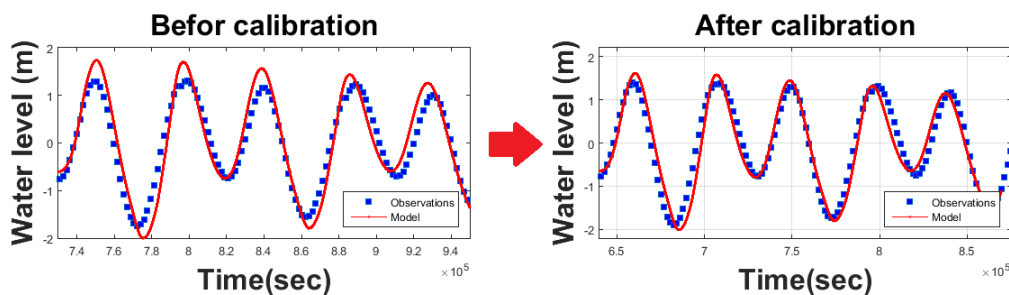 Befor calibration
Water level (m)
2
1
0
-1
-2
7.4
7.6
7.8
8
8.2
8.4
8.6
8.8
9
9.2
9.4
× 10⁵
Time(sec)
Observations
Model
After calibration
Water level (m)
2
1
0
-1
-2
6.5
7
7.5
8
8.5
× 10⁵
Time(sec)
Observations
Model